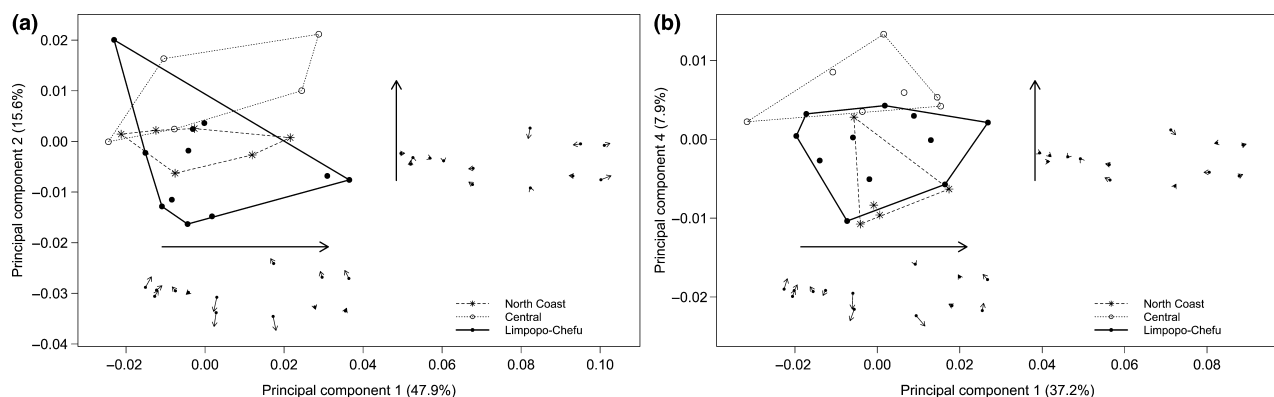 (a)
Principal component 2 (15.6%)
0.02
0.01
0.00
−0.01
−0.02
−0.03
−0.04
−0.02
0.00
0.02
0.04
0.06
0.08
0.10
Principal component 1 (47.9%)
North Coast
Central
Limpopo-Chefu
(b)
Principal component 4 (7.9%)
0.01
0.00
−0.01
−0.02
−0.02
0.00
0.02
0.04
0.06
0.08
Principal component 1 (37.2%)
North Coast
Central
Limpopo-Chefu